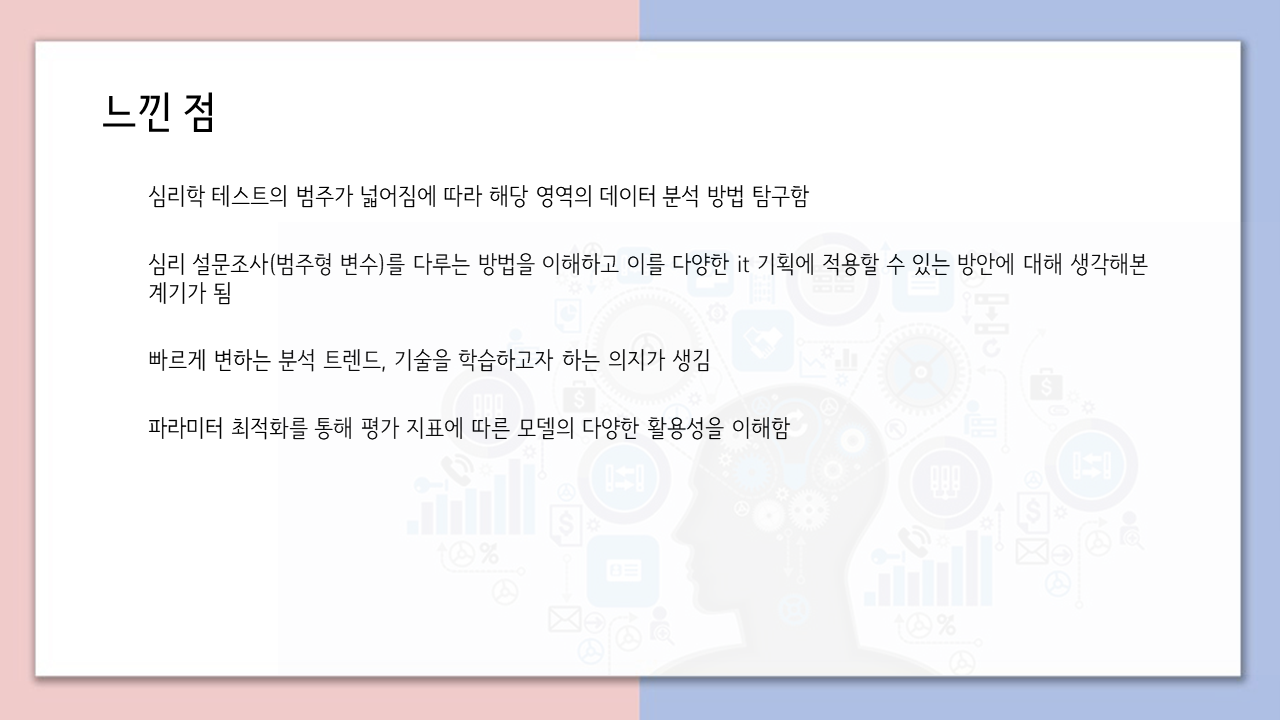 느낀 점
심리학 테스트의 범주가 넓어짐에 따라 해당 영역의 데이터 분석 방법 탐구함
심리 설문조사(범주형 변수)를 다루는 방법을 이해하고 이를 다양한 it 기획에 적용할 수 있는 방안에 대해 생각해본
계기가 됨
빠르게 변하는 분석 트렌드, 기술을 학습하고자 하는 의지가 생김
파라미터 최적화를 통해 평가 지표에 따른 모델의 다양한 활용성을 이해함